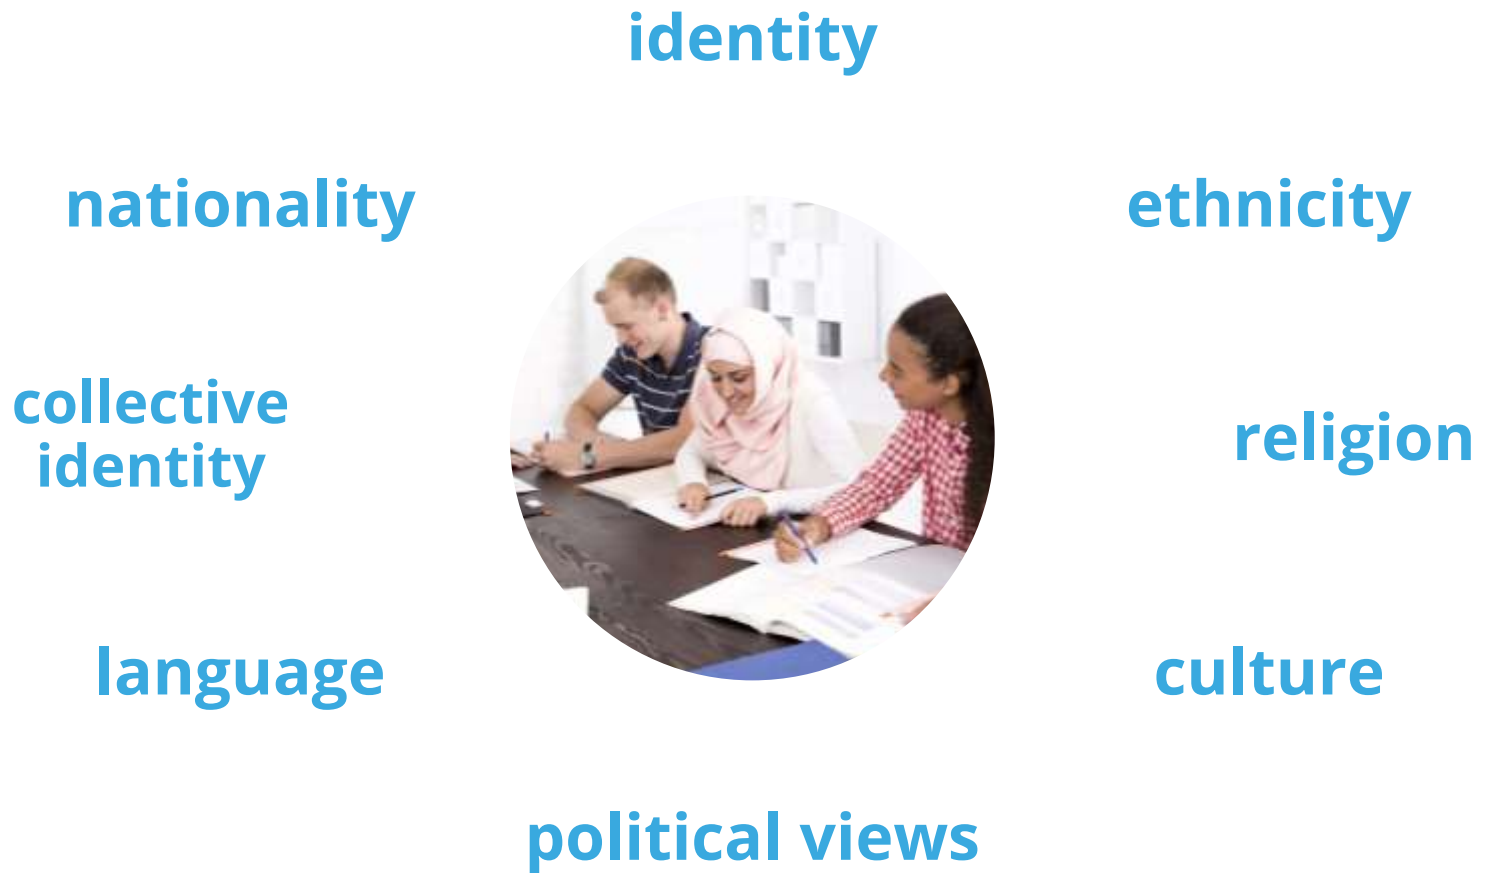 identity
nationality
ethnicity
collective
identity
religion
language
culture
political views